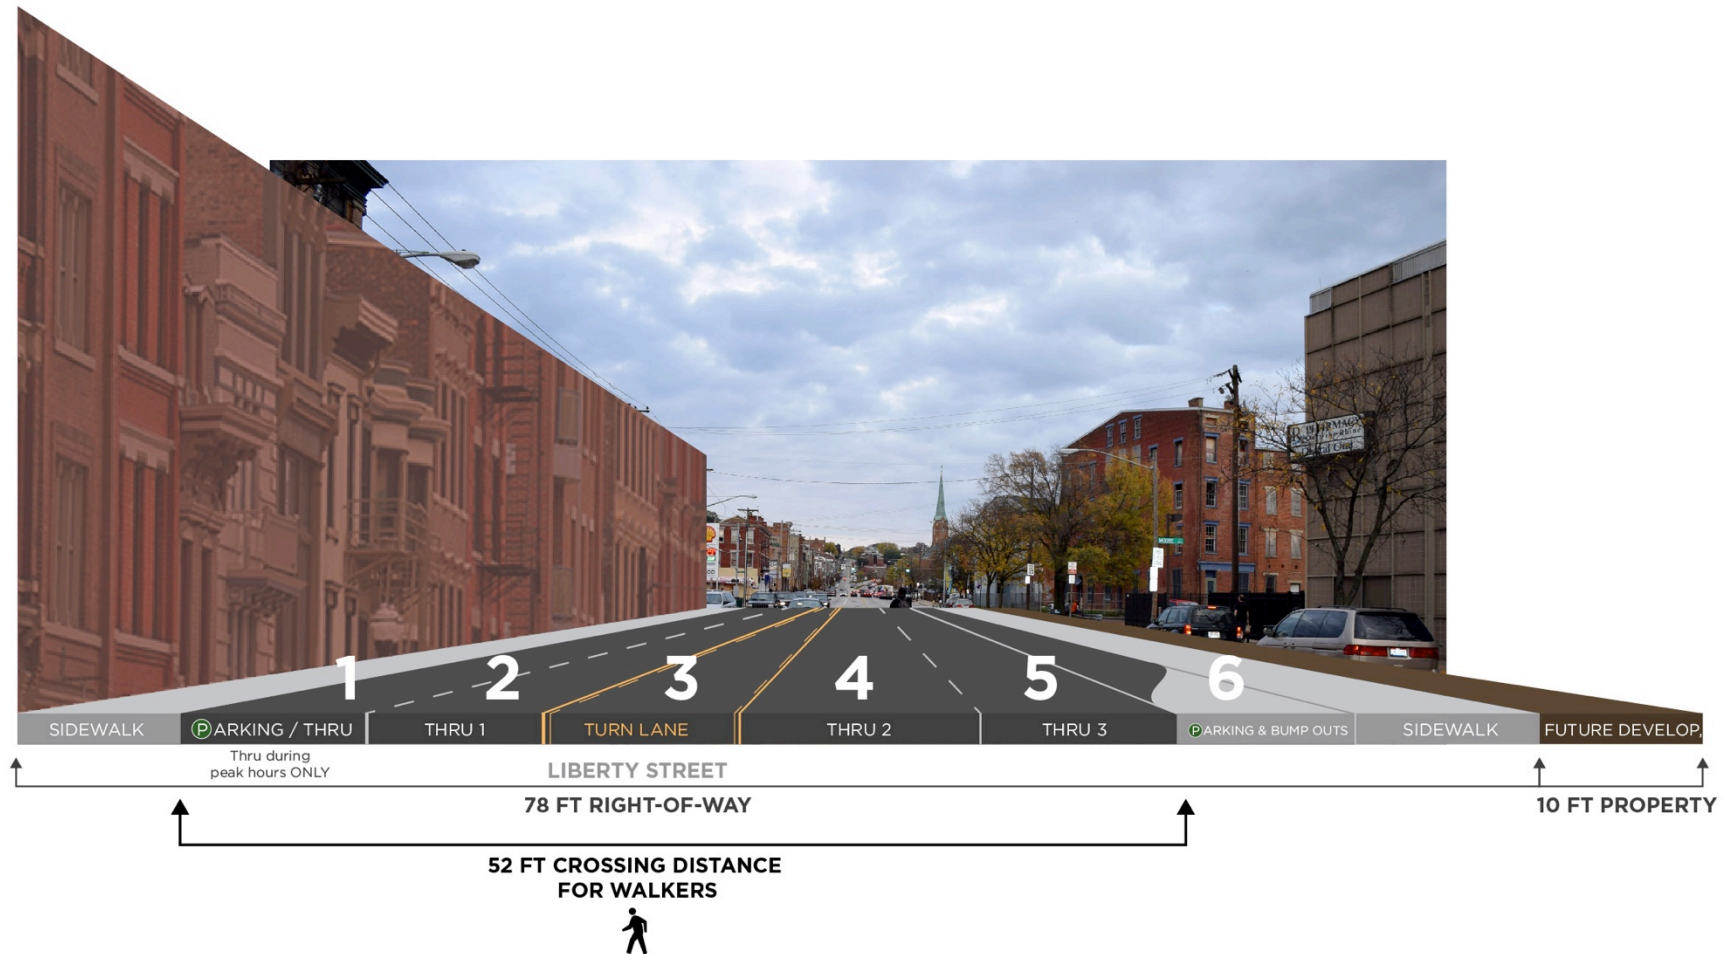 1 2 3 4 5 6
SIDEWALK
PARKING / THRU
THRU 1
TURN LANE
THRU 2
THRU 3
PARKING & BUMP OUTS
SIDEWALK
FUTURE DEVELOP.
Thru during
peak hours ONLY
LIBERTY STREET
78 FT RIGHT-OF-WAY
10 FT PROPERTY
52 FT CROSSING DISTANCE
FOR WALKERS